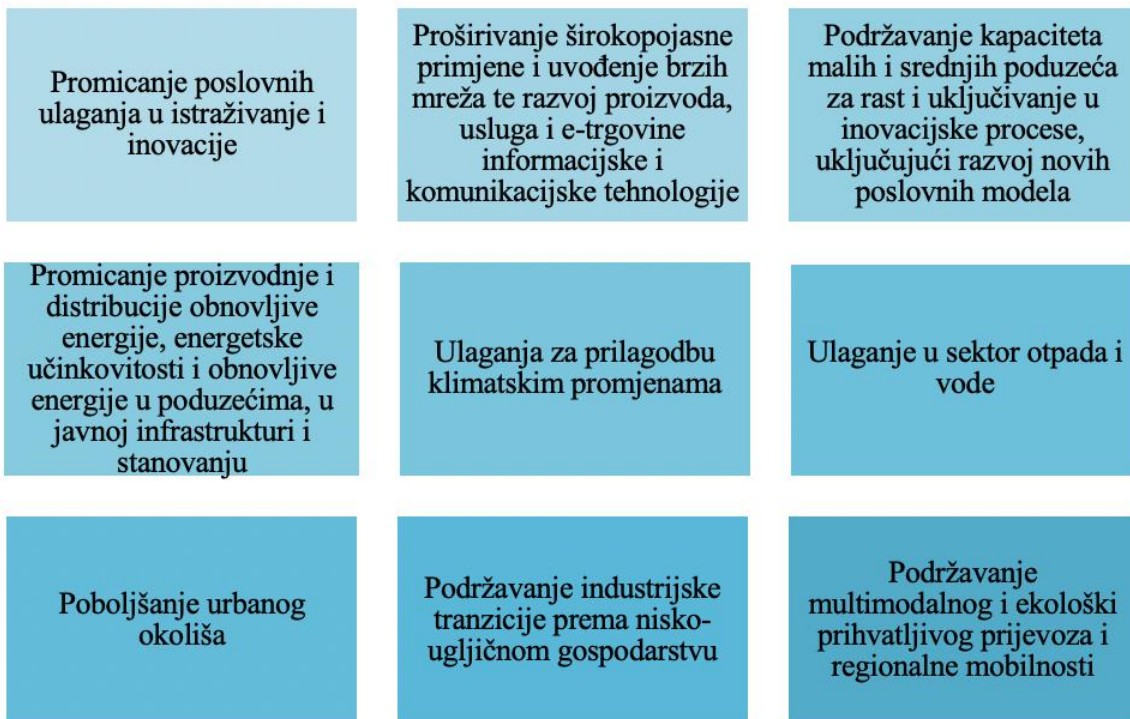 Promicanje poslovnih
ulaganja u istraživanje i
inovacije
Proširivanje širokopojasne
primjene i uvođenje brzih
mreža te razvoj proizvoda,
usluga i e-trgovine
informacijske i
komunikacijske tehnologije
Podržavanje kapaciteta
malih i srednjih poduzeća
za rast i uključivanje u
inovacijske procese,
uključujući razvoj novih
poslovnih modela
Promicanje proizvodnje i
distribucije obnovljive
energije, energetske
učinkovitosti i obnovljive
energije u poduzećima, u
javnoj infrastrukturi i
stanovanju
Ulaganja za prilagodbu
klimatskim promjenama
Ulaganje u sektor otpada i
vode
Poboljšanje urbanog
okoliša
Podržavanje industrijske
tranzicije prema nisko-
ugljičnom gospodarstvu
Podržavanje
multimodalnog i ekološki
prihvatljivog prijevoza i
regionalne mobilnosti